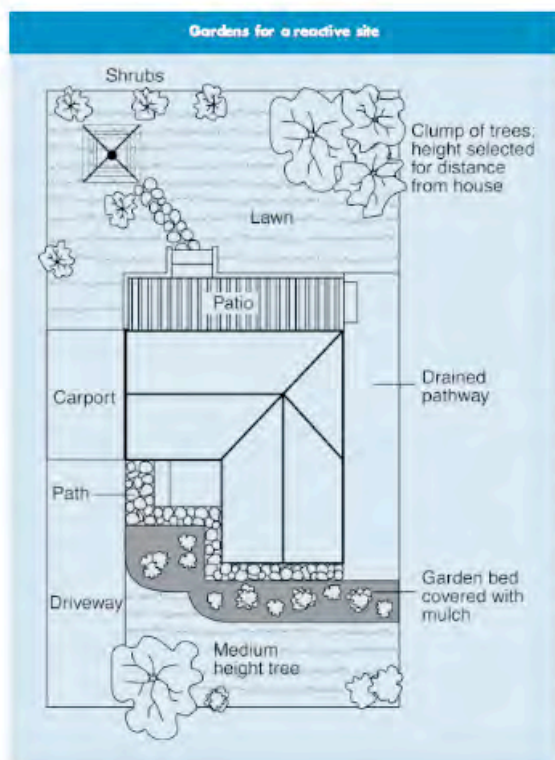 Gardens for a reactive site
Shrubs
Clump of trees;
height selected
for distance
from house
Lawn
Patio
Carport
Drained
pathway
Path
Driveway
Garden bed
covered with
mulch
Medium
height tree